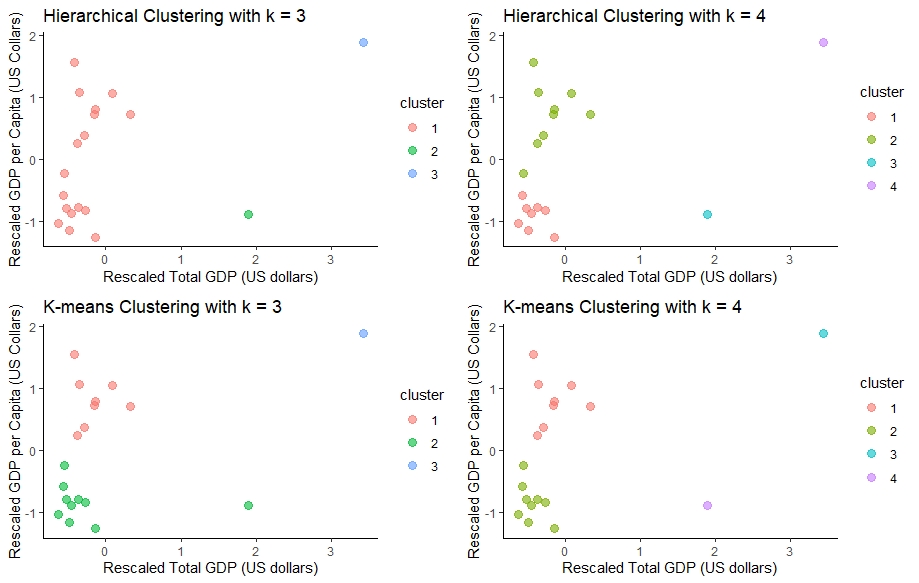 Hierarchical Clustering with k = 3
Rescaled GDP per Capita (US Collars)
2
1
0
-1
0
1
2
3
Rescaled Total GDP (US dollars)
cluster
1
2
3
Hierarchical Clustering with k = 4
Rescaled GDP per Capita (US Collars)
2
1
0
-1
0
1
2
3
Rescaled Total GDP (US dollars)
cluster
1
2
3
4
K-means Clustering with k = 3
Rescaled GDP per Capita (US Collars)
2
1
0
-1
0
1
2
3
Rescaled Total GDP (US dollars)
cluster
1
2
3
K-means Clustering with k = 4
Rescaled GDP per Capita (US Collars)
2
1
0
-1
0
1
2
3
Rescaled Total GDP (US dollars)
cluster
1
2
3
4